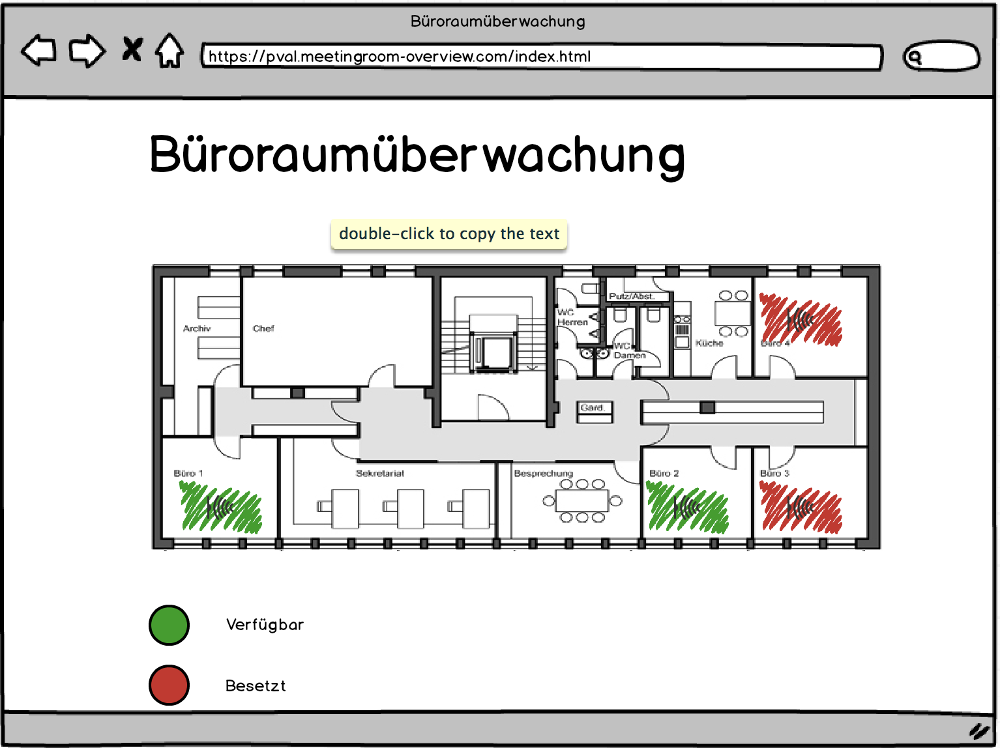 Büroraumüberwachung
https://pval.meetingroom-overview.com/index.html
Büroraumüberwachung
double-click to copy the text
Putz/Abst.
WC
Herren
Archiv
Chef
Küche
Büro 4
WC
Damen
Gard.
Büro 1
Sekretariat
Besprechung
Büro 2
Büro 3
Verfügbar
Besetzt